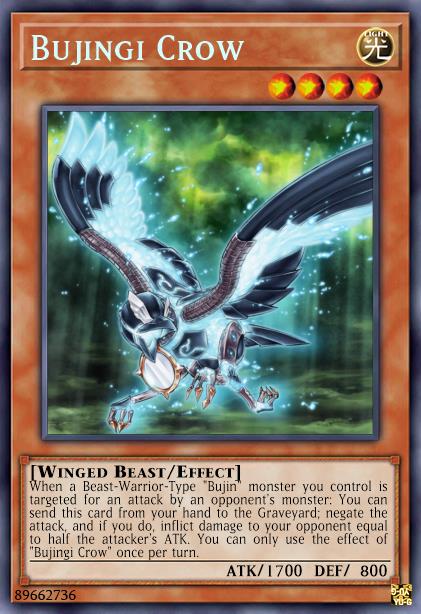 Bujingi Crow
LIGHT
光
[Winged Beast/Effect]
When a Beast-Warrior-Type "Bujin" monster you control is
targeted for an attack by an opponent's monster: You can
send this card from your hand to the Graveyard; negate the
attack, and if you do, inflict damage to your opponent equal
to half the attacker's ATK. You can only use the effect of
"Bujingi Crow" once per turn.
ATK/1700 DEF/ 800
89662736